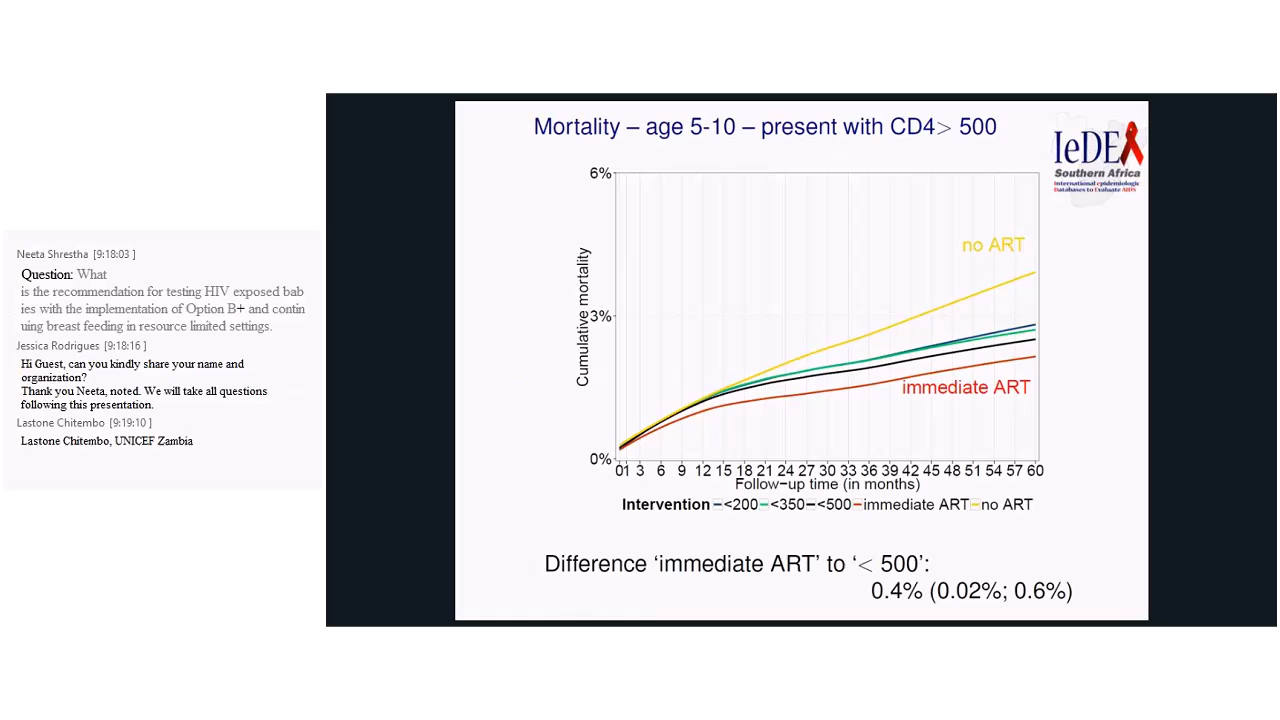 Neeta Shrestha [9:18:03 ]
Question: What
is the recommendation for testing HIV exposed bab
ies with the implementation of Option B+ and contin
uing breast feeding in resource limited settings.
Jessica Rodrigues [9:18:16 ]
Hi Guest, can you kindly share your name and
organization?
Thank you Neeta, noted. We will take all questions
following this presentation.
Lastone Chitembo [9:19:10 ]
Lastone Chitembo, UNICEF Zambia
Mortality – age 5-10 – present with CD4> 500
IeDEA
Southern Africa
International epidemiologic
Databases to Evaluate AIDS
6%
3%
0%
Cumulative mortality
no ART
immediate ART
01 3 6 9 12 15 18 21 24 27 30 33 36 39 42 45 48 51 54 57 60
Follow−up time (in months)
Intervention <200 <350 <500 immediate ART no ART
Difference ‘immediate ART’ to ‘< 500’:
0.4% (0.02%; 0.6%)